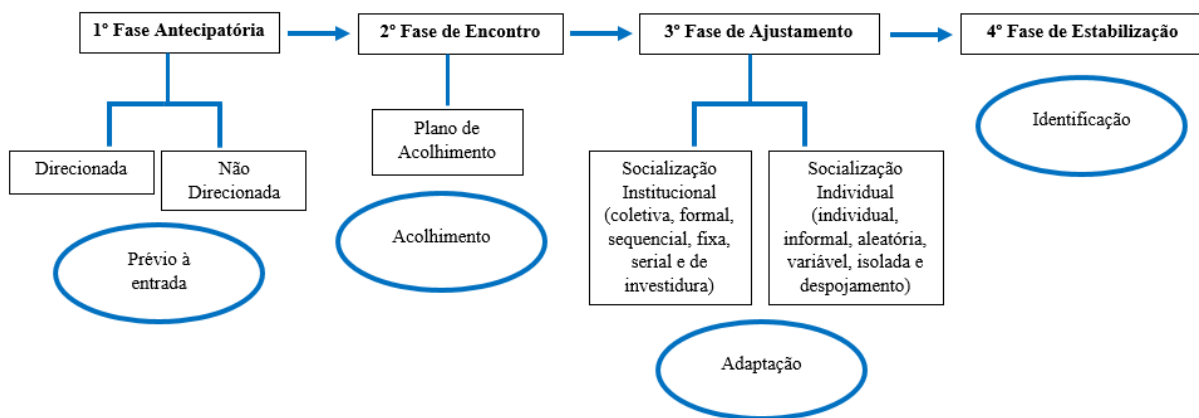 1º Fase Antecipatória
2º Fase de Encontro
3º Fase de Ajustamento
4º Fase de Estabilização
Direcionada
Não
Direcionada
Prévio à
entrada
Plano de
Acolhimento
Acolhimento
Socialização
Institucional
(coletiva, formal,
sequencial, fixa,
serial e de
investidura)
Socialização
Individual
(individual,
informal, aleatória,
variável, isolada e
despojamento)
Adaptação
Identificação